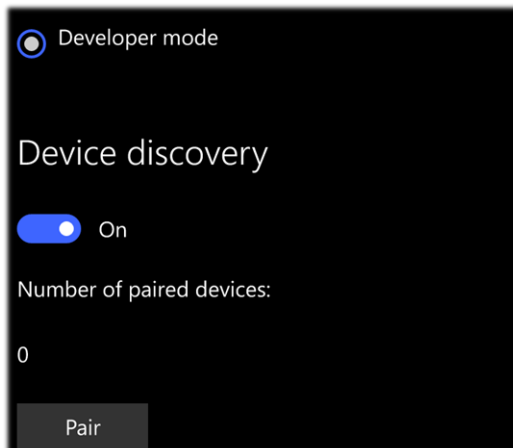 Developer mode
Device discovery
On
Number of paired devices:
0
Pair